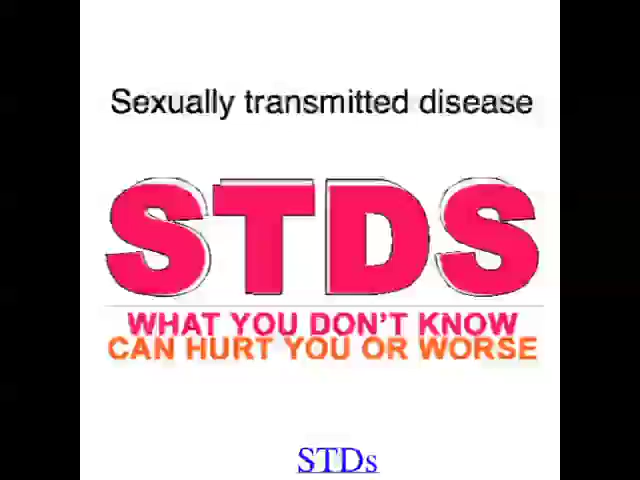 Sexually transmitted disease
STDS
WHAT YOU DON'T KNOW
CAN HURT YOU OR WORSE
STDs